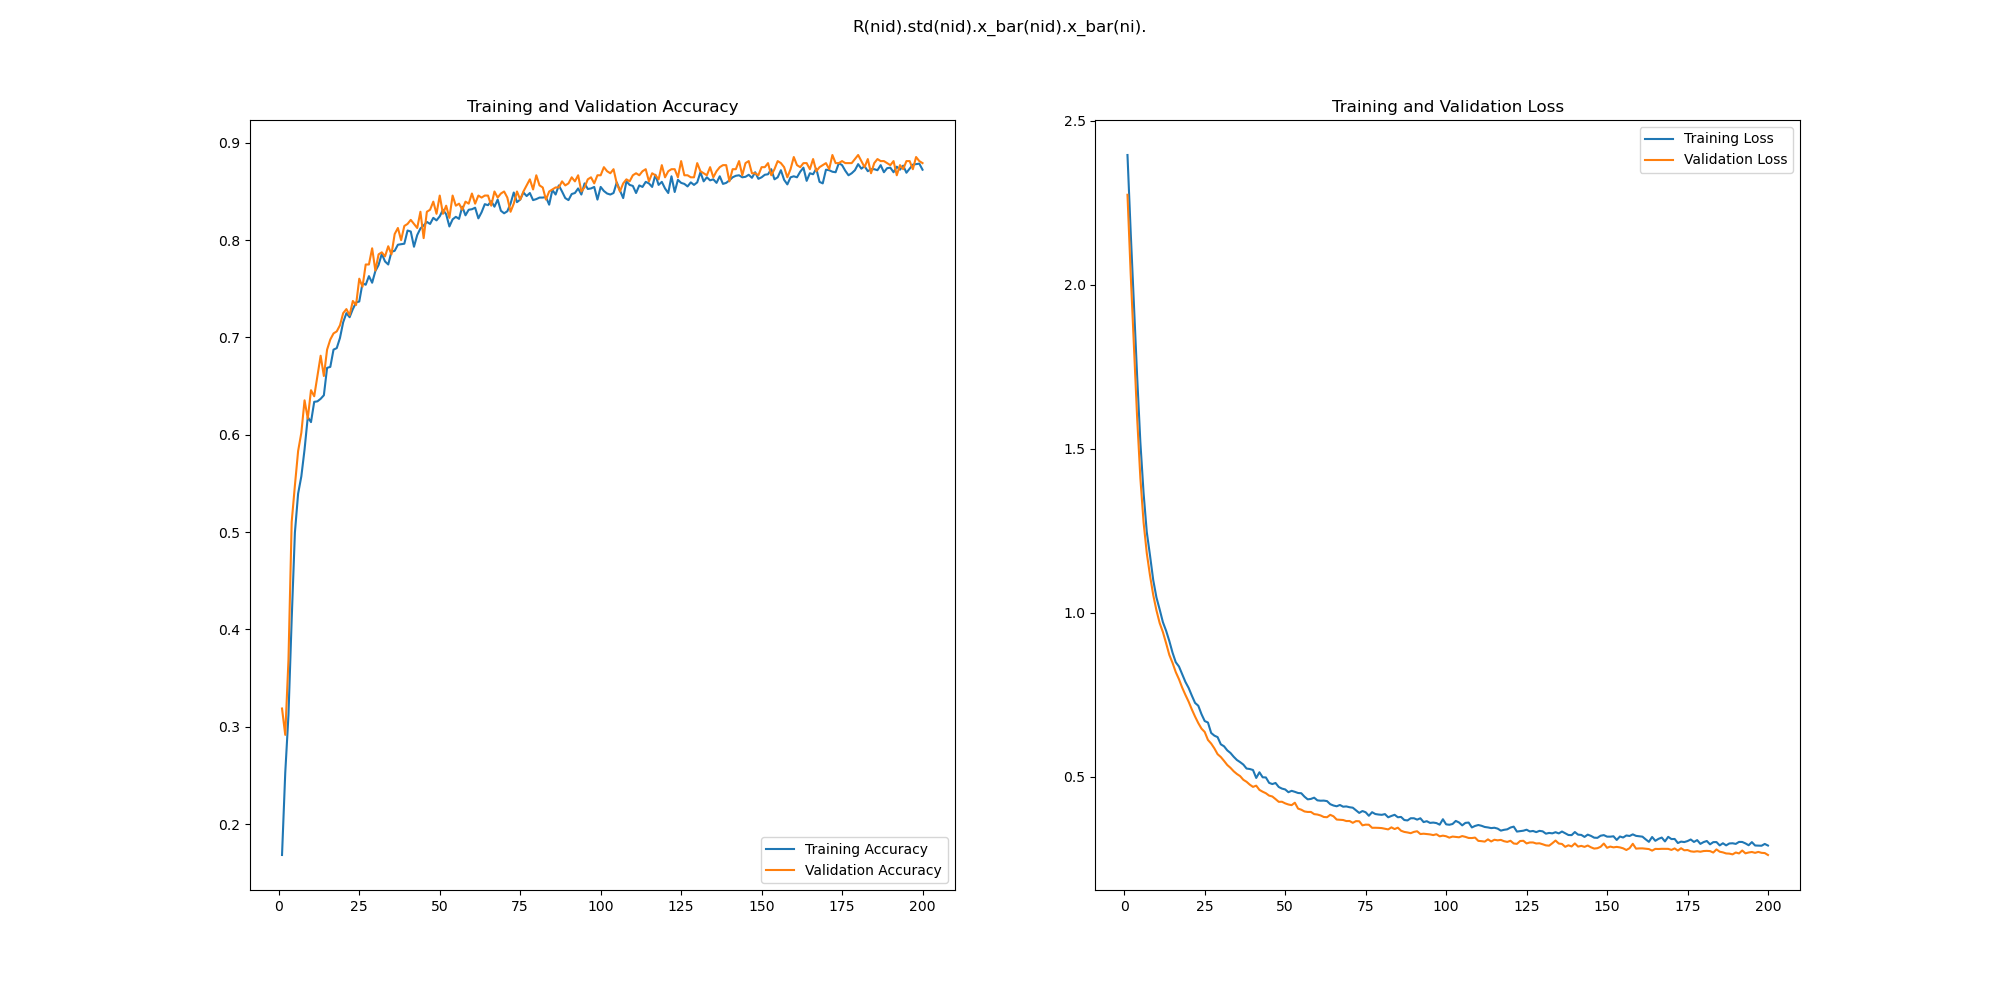 R(nid).std(nid).x_bar(nid).x_bar(ni).
Training and Validation Accuracy
0.9
0.8
0.7
0.6
0.5
0.4
0.3
0.2
0 25 50 75 100 125 150 175 200
Training Accuracy
Validation Accuracy
Training and Validation Loss
2.5
2.0
1.5
1.0
0.5
0 25 50 75 100 125 150 175 200
Training Loss
Validation Loss